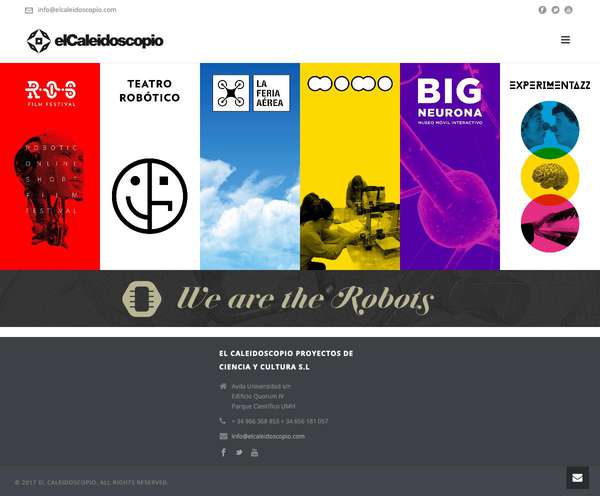 info@elcaleidoscopio.com
elCaleidoscopio
ROS
FILM FESTIVAL
ROBOTIC
ONLINE
SHORT
FILM
FESTIVAL
TEATRO
ROBÓTICO
LA
FERIA
AÉREA
MOMO
BIG
NEURONA
MUSEO MÓVIL INTERACTIVO
EXPERIMENTAZZ
We are the Robots
EL CALEIDOSCOPIO PROYECTOS DE
CIENCIA Y CULTURA S.L
Avda Universidad s/n
Edificio Quorum IV
Parque Científico UMH
+ 34 966 368 853 + 34 656 181 057
info@elcaleidoscopio.com
© 2017 EL CALEIDOSCOPIO. ALL RIGHTS RESERVED.